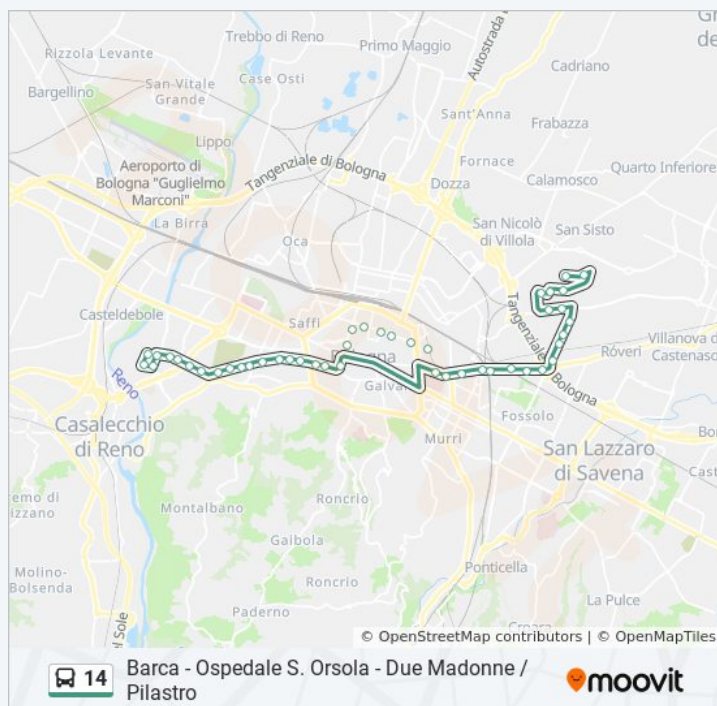 Gr
de
Trebbo di Reno
Primo Maggio
Rizzola Levante
Cadriano
Bargellino
San Vitale
Grande
Case Osti
Autostrada
Sant'Anna
Frabazza
Lippo
Aeroporto di
Bologna "Guglielmo
Marconi"
Tangenziale di Bologna
Fornace
Quarto Inferiore
Dozza
Calamosco
La Birra
San Nicolò
di Villola
San Sisto
Oca
Casteldebole
Saffi
Tangenziale di Bologna
Villanova di
Castenaso
Róveri
Reno
Galva
Fossolo
Bor
Casalecchio
di Reno
Murri
San Lazzaro
di Savena
emo di
izzano
Montalbano
Roncrio
Gaibola
Ponticella
Molino-
Bolsenda
Roncrio
La Pulce
Paderno
Croara
del Sole
© OpenStreetMap contributors | © OpenMapTiles
14
Barca - Ospedale S. Orsola - Due Madonne /
Pilastro
moovit